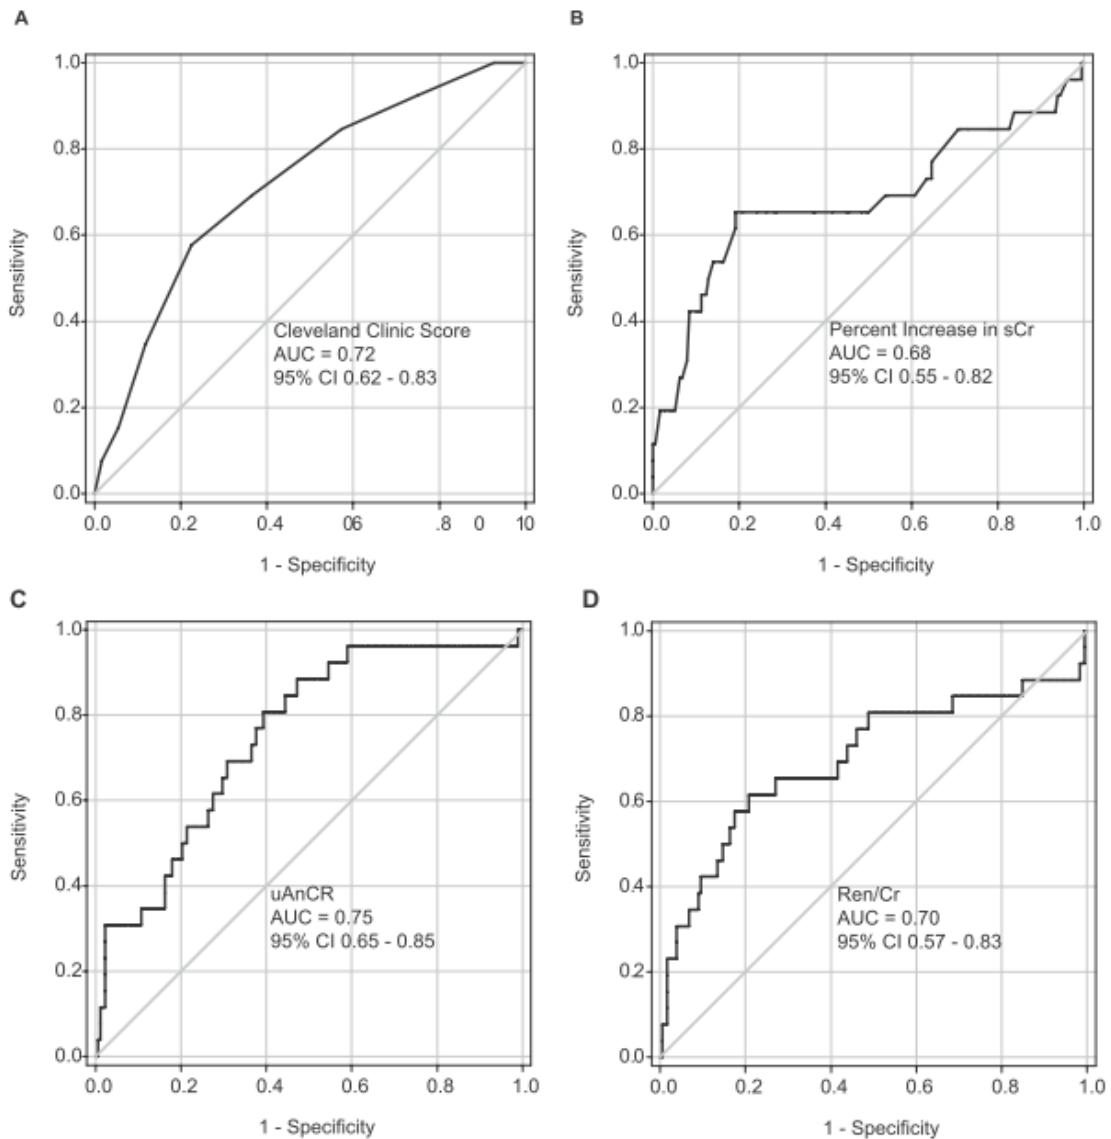 A
1.0
0.8
0.6
0.4
0.2
0.0
Sensitivity
Cleveland Clinic Score
AUC = 0.72
95% CI 0.62 - 0.83
0.0 0.2 0.4 06 .8 0 10
1 - Specificity
B
1.0
0.8
0.6
0.4
0.2
0.0
Sensitivity
Percent Increase in sCr
AUC = 0.68
95% CI 0.55 - 0.82
0.0 0.2 0.4 0.6 0.8 1.0
1 - Specificity
C
1.0
0.8
0.6
0.4
0.2
0.0
Sensitivity
uAnCR
AUC = 0.75
95% CI 0.65 - 0.85
0.0 0.2 0.4 0.6 0.8 1.0
1 - Specificity
D
1.0
0.8
0.6
0.4
0.2
0.0
Sensitivity
Ren/Cr
AUC = 0.70
95% CI 0.57 - 0.83
0.0 0.2 0.4 0.6 0.8 1.0
1 - Specificity